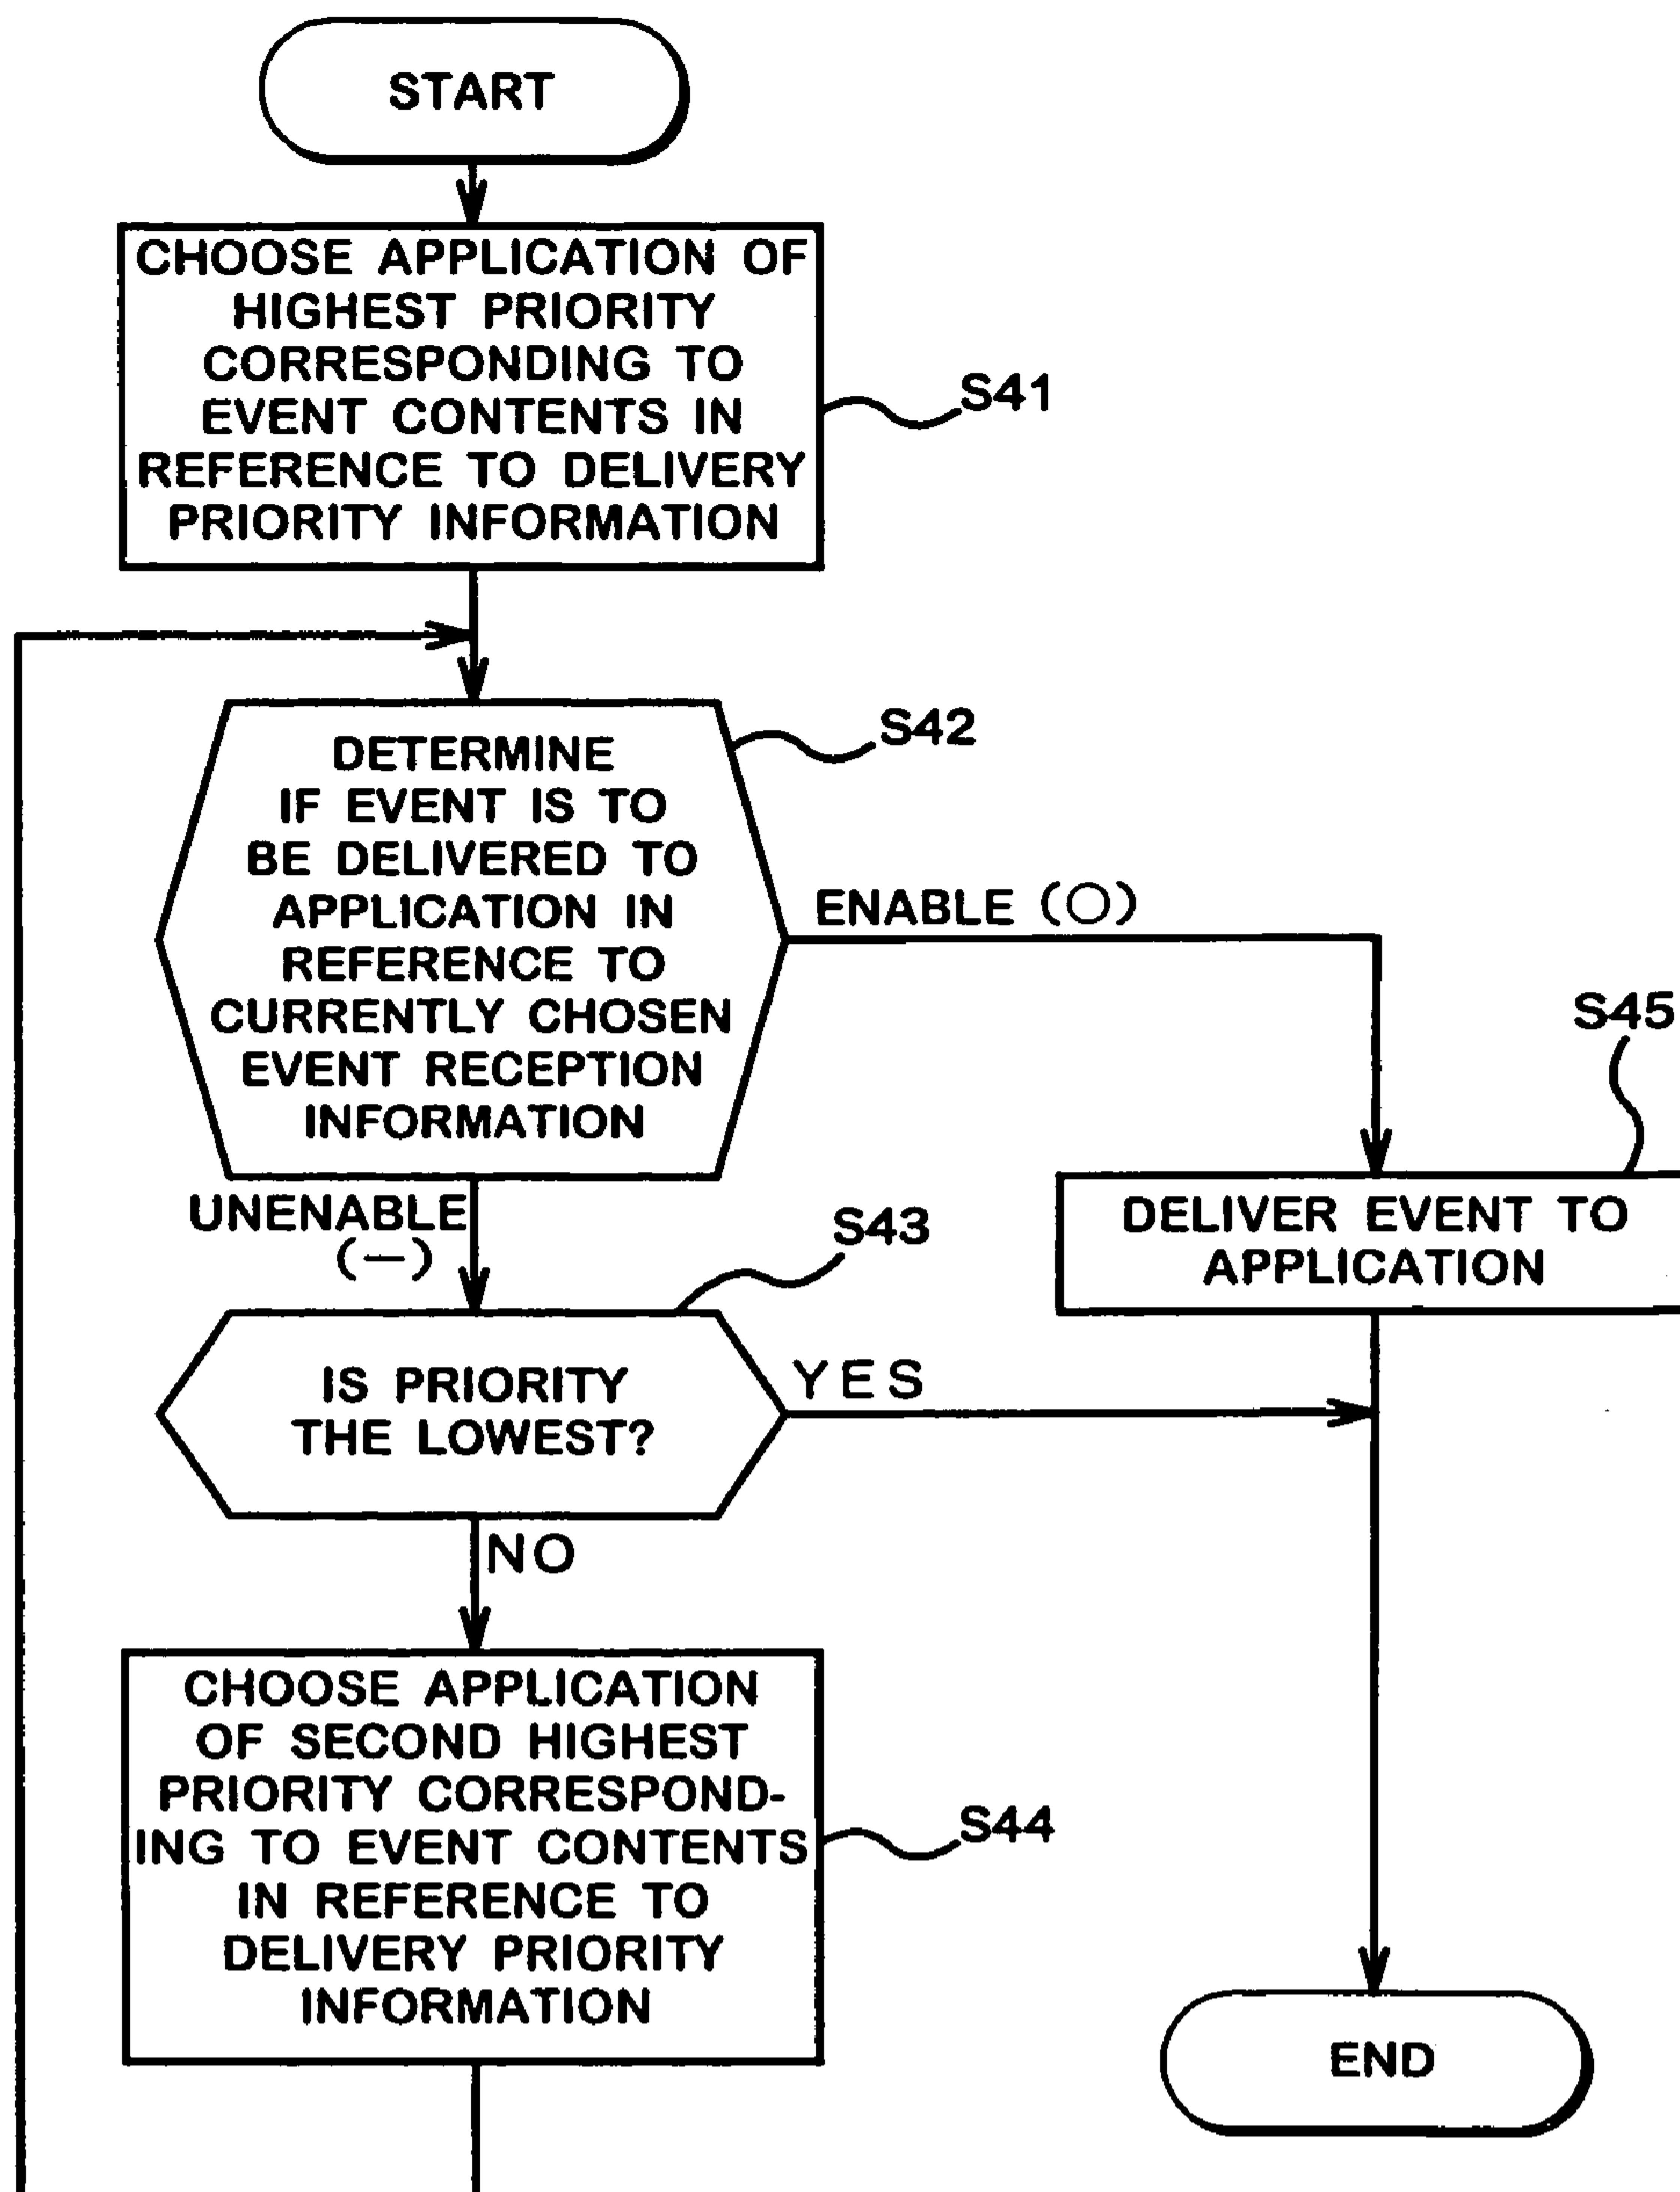 START
CHOOSE APPLICATION OF
HIGHEST PRIORITY
CORRESPONDING TO
EVENT CONTENTS IN
REFERENCE TO DELIVERY
PRIORITY INFORMATION
S41
DETERMINE
IF EVENT IS TO
BE DELIVERED TO
APPLICATION IN
REFERENCE TO
CURRENTLY CHOSEN
EVENT RECEPTION
INFORMATION
S42
ENABLE (○)
UNENABLE
(—)
S45
DELIVER EVENT TO
APPLICATION
S43
IS PRIORITY
THE LOWEST?
YES
NO
CHOOSE APPLICATION
OF SECOND HIGHEST
PRIORITY CORRESPOND-
ING TO EVENT CONTENTS
IN REFERENCE TO
DELIVERY PRIORITY
INFORMATION
S44
END